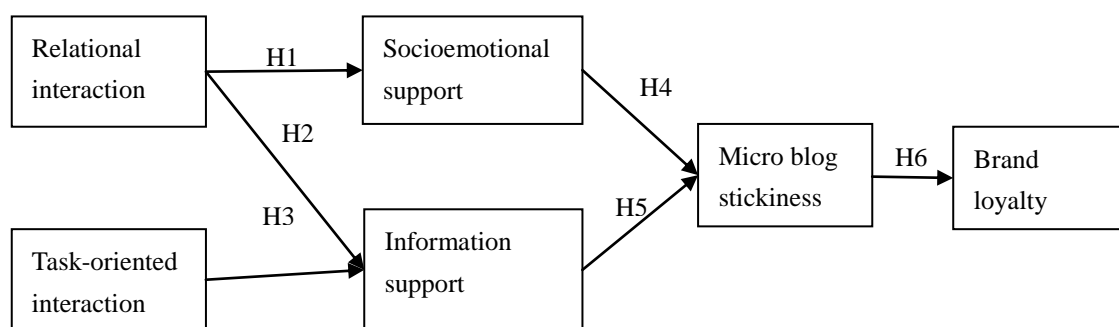 Relational
interaction
H1
Socioemotional
support
H2
H3
Task-oriented
interaction
Information
support
H4
H5
Micro blog
stickiness
H6
Brand
loyalty